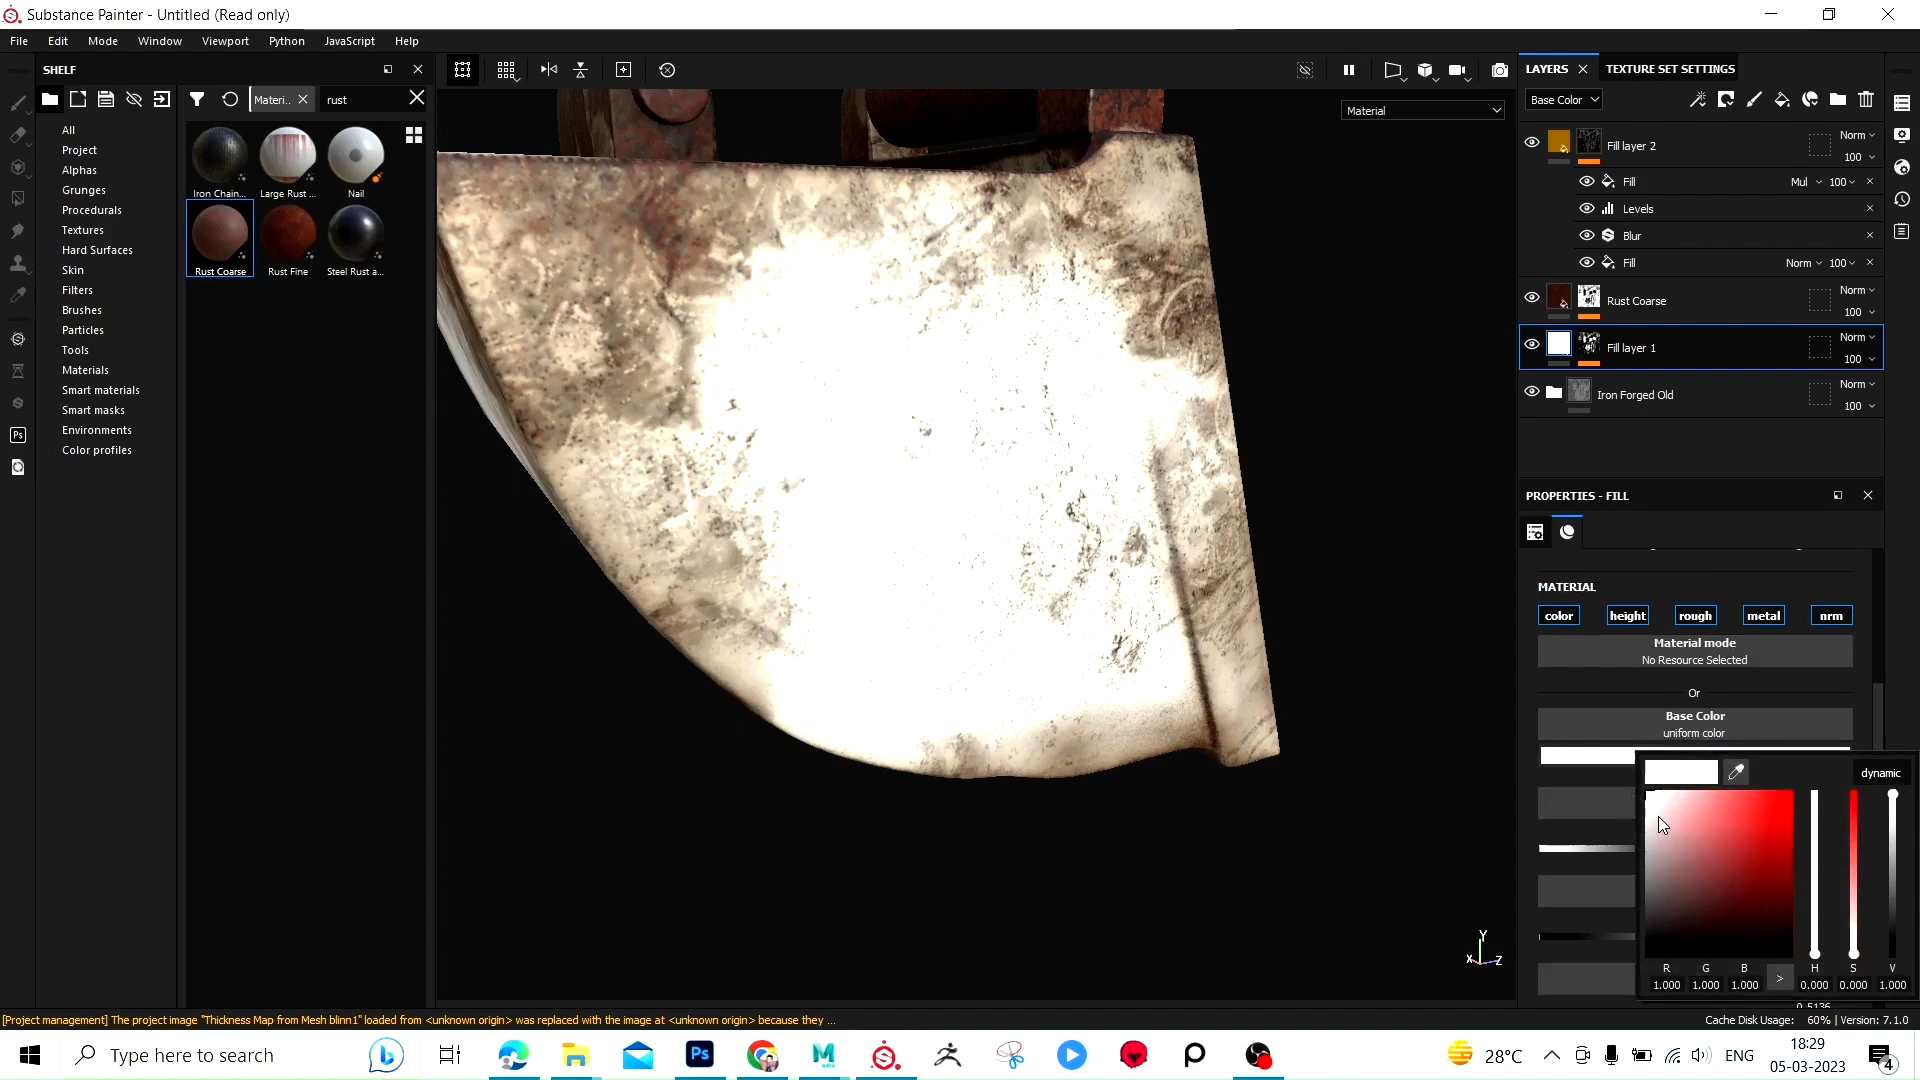 Substance Painter - Untitled (Read only)
File Edit Mode Window Viewport Python JavaScript Help
SHELF
Materi.. rust
All
Project
Alphas
Grunges
Procedurals
Textures
Hard Surfaces
Skin
Filters
Brushes
Particles
Tools
Materials
Smart materials
Smart masks
Environments
Color profiles
Iron Chain... Large Rust ... Nail
Rust Coarse Rust Fine Steel Rust a...
Material
LAYERS TEXTURE SET SETTINGS
Base Color
Fill layer 2 Norm 100
Fill Mul 100
Levels
Blur
Fill Norm 100
Rust Coarse Norm 100
Fill layer 1 Norm 100
Iron Forged Old Norm 100
PROPERTIES - FILL
MATERIAL
color height rough metal nrm
Material mode
No Resource Selected
Or
Base Color
uniform color
dynamic
R G B > H S V
1.000 1.000 1.000 0.000 0.000 1.000
Y
X Z
[Project management] The project image "Thickness Map from Mesh blinn1" loaded from <unknown origin> was replaced with the image at <unknown origin> because they ...
Cache Disk Usage: 60% | Version: 7.1.0
Type here to search
Ps
28°C
ENG
18:29
05-03-2023
4